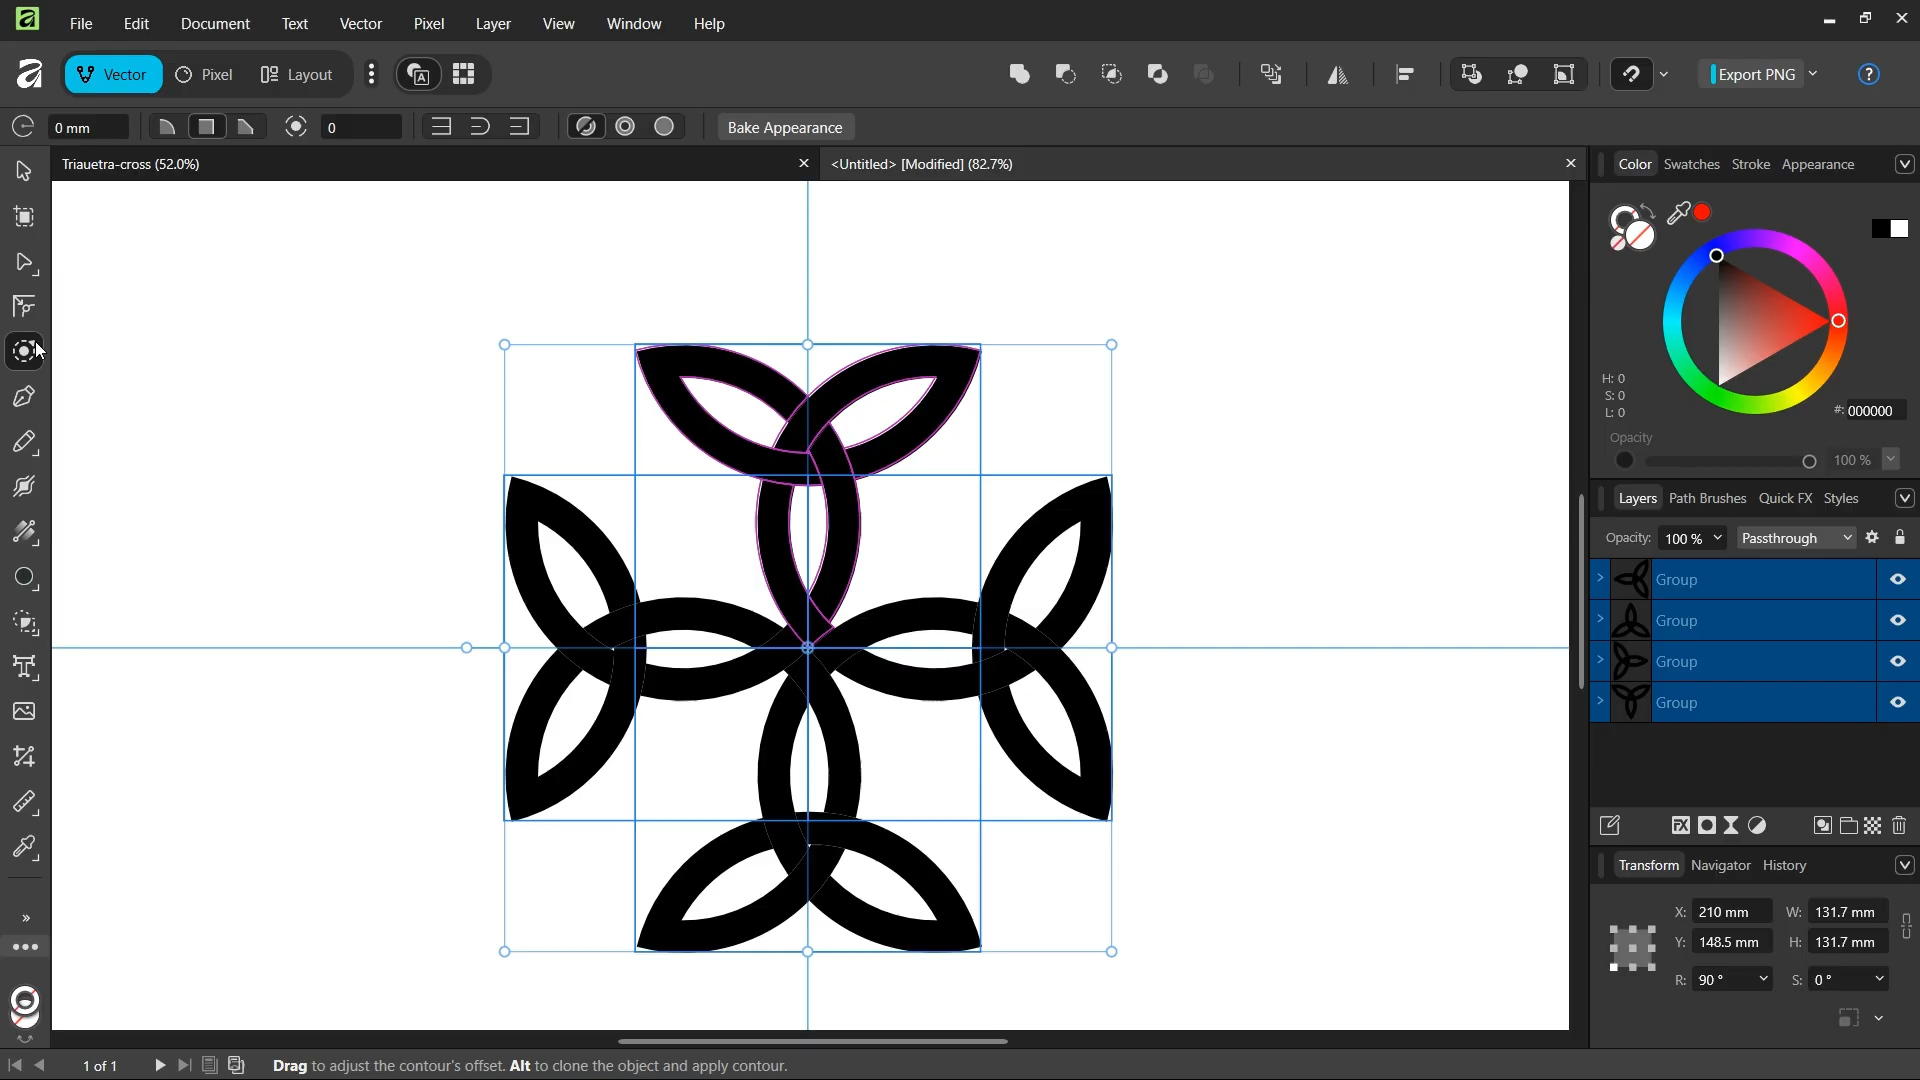 File Edit Document Text Vector Pixel Layer View Window Help
Vector Pixel Layout Export PNG
0 mm 0 Bake Appearance
Triauetra-cross (52.0%)
<Untitled> [Modified] (82.7%)
Color Swatches Stroke Appearance
H: 0
S: 0
L: 0
#: 000000
Opacity
100 %
Layers Path Brushes Quick FX Styles
Opacity: 100 % Passthrough
Group
Group
Group
Group
Transform Navigator History
X: 210 mm W: 131.7 mm
Y: 148.5 mm H: 131.7 mm
R: 90 ° S: 0 °
1 of 1 Drag to adjust the contour's offset. Alt to clone the object and apply contour.